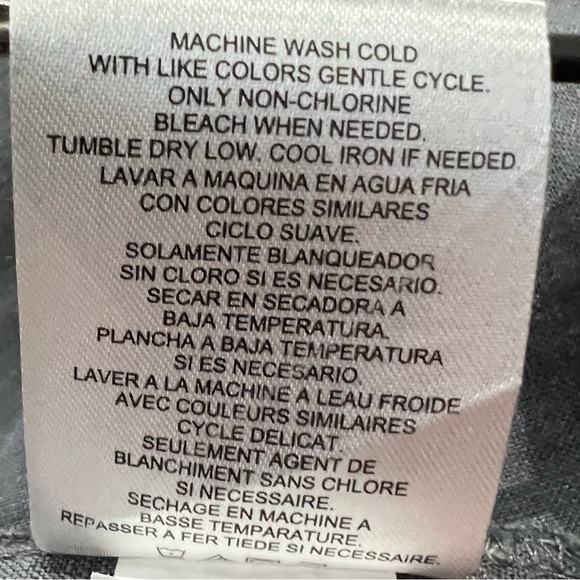 MACHINE WASH COLD
WITH LIKE COLORS GENTLE CYCLE.
ONLY NON-CHLORINE
BLEACH WHEN NEEDED.
TUMBLE DRY LOW. COOL IRON IF NEEDED.
LAVAR A MAQUINA EN AGUA FRIA
CON COLORES SIMILARES
CICLO SUAVE.
SOLAMENTE BLANQUEADOR
SIN CLORO SI ES NECESARIO.
SECAR EN SECADORA A
BAJA TEMPERATURA.
PLANCHA A BAJA TEMPERATURA
SI ES NECESARIO.
LAVER A LA MACHINE A LEAU FROIDE
AVEC COULEURS SIMILAIRES
CYCLE DELICAT.
SEULEMENT AGENT DE
BLANCHIMENT SANS CHLORE
SI NECESSAIRE.
SECHAGE EN MACHINE A
BASSE TEMPARATURE.
REPASSER A FER TIEDE SI NECESSAIRE.